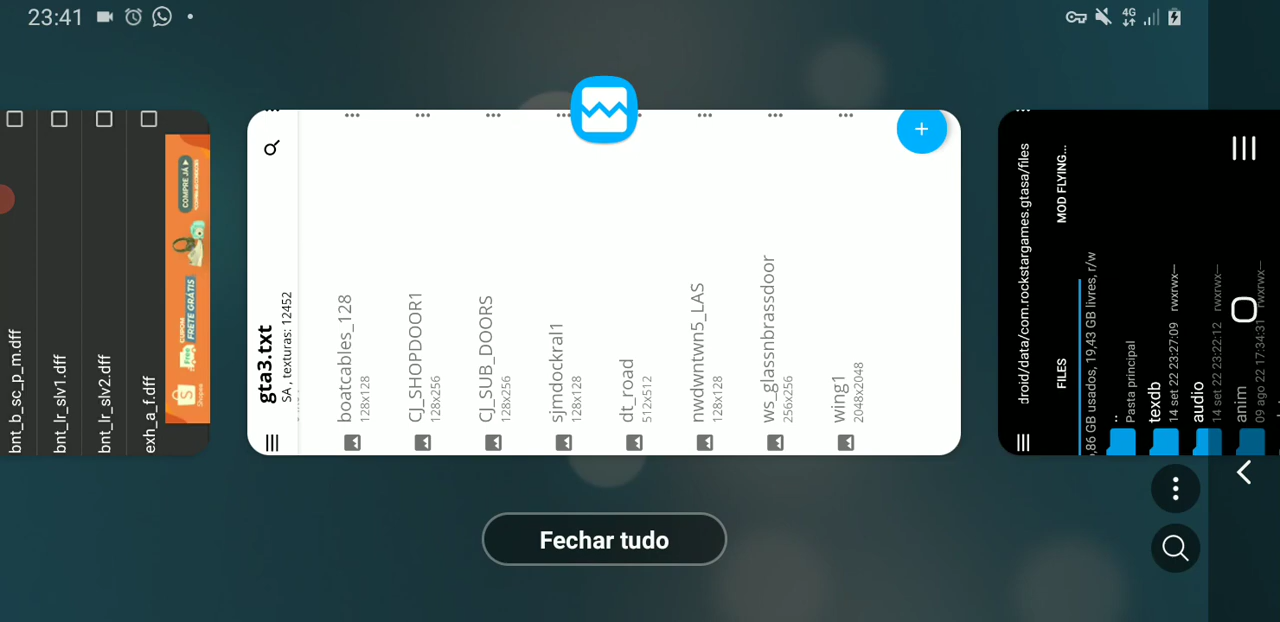 23:41
4G
bnt_b_sc_p_m.dff
bnt_lr_slv1.dff
bnt_lr_slv2.dff
exh_a_f.dff
Shopee
Free
CUPOM
FRETE GRÁTIS
COMPRE JÁ
gta3.txt
SA , texturas: 12452
boatcables_128
128x128
CJ_SHOPDOOR1
128x256
CJ_SUB_DOORS
128x256
sjmdockral1
128x128
dt_road
512x512
nwdwntwn5_LAS
128x128
ws_glassnbrassdoor
256x256
wing1
2048x2048
+
droid/data/com.rockstargames.gtasa/files
FILES
MOD FLYING...
,86 GB usados, 19,43 GB livres, r/w
..
Pasta principal
texdb
14 set 22 23:27:09 rwxrwx—
audio
14 set 22 23:22:12 rwxrwx—
anim
09 ago 22 17:34:31 rwxrwx—
Fechar tudo